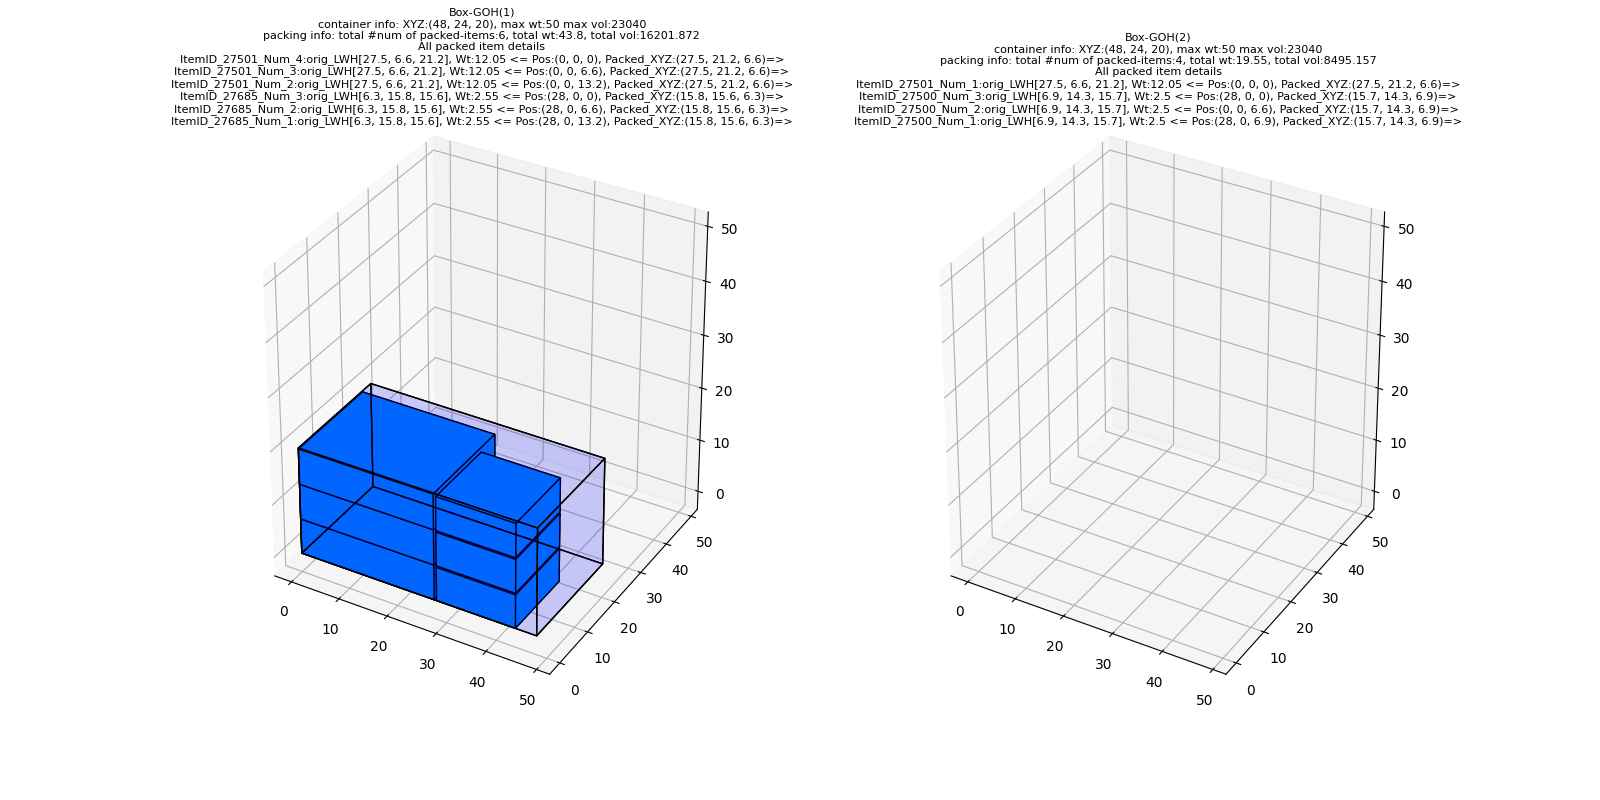 Box-GOH(1)
container info: XYZ:(48, 24, 20), max wt:50 max vol:23040
packing info: total #num of packed-items:6, total wt:43.8, total vol:16201.872
All packed item details
ItemID_27501_Num_4:orig_LWH[27.5, 6.6, 21.2], Wt:12.05 <= Pos:(0, 0, 0), Packed_XYZ:(27.5, 21.2, 6.6)=>
ItemID_27501_Num_3:orig_LWH[27.5, 6.6, 21.2], Wt:12.05 <= Pos:(0, 0, 6.6), Packed_XYZ:(27.5, 21.2, 6.6)=>
ItemID_27501_Num_2:orig_LWH[27.5, 6.6, 21.2], Wt:12.05 <= Pos:(0, 0, 13.2), Packed_XYZ:(27.5, 21.2, 6.6)=>
ItemID_27685_Num_3:orig_LWH[6.3, 15.8, 15.6], Wt:2.55 <= Pos:(28, 0, 0), Packed_XYZ:(15.8, 15.6, 6.3)=>
ItemID_27685_Num_2:orig_LWH[6.3, 15.8, 15.6], Wt:2.55 <= Pos:(28, 0, 6.6), Packed_XYZ:(15.8, 15.6, 6.3)=>
ItemID_27685_Num_1:orig_LWH[6.3, 15.8, 15.6], Wt:2.55 <= Pos:(28, 0, 13.2), Packed_XYZ:(15.8, 15.6, 6.3)=>
50
40
30
20
10
0
0
10
20
30
40
50
50
40
30
20
10
0
Box-GOH(2)
container info: XYZ:(48, 24, 20), max wt:50 max vol:23040
packing info: total #num of packed-items:4, total wt:19.55, total vol:8495.157
All packed item details
ItemID_27501_Num_1:orig_LWH[27.5, 6.6, 21.2], Wt:12.05 <= Pos:(0, 0, 0), Packed_XYZ:(27.5, 21.2, 6.6)=>
ItemID_27500_Num_3:orig_LWH[6.9, 14.3, 15.7], Wt:2.5 <= Pos:(28, 0, 0), Packed_XYZ:(15.7, 14.3, 6.9)=>
ItemID_27500_Num_2:orig_LWH[6.9, 14.3, 15.7], Wt:2.5 <= Pos:(0, 0, 6.6), Packed_XYZ:(15.7, 14.3, 6.9)=>
ItemID_27500_Num_1:orig_LWH[6.9, 14.3, 15.7], Wt:2.5 <= Pos:(28, 0, 6.9), Packed_XYZ:(15.7, 14.3, 6.9)=>
50
40
30
20
10
0
0
10
20
30
40
50
50
40
30
20
10
0